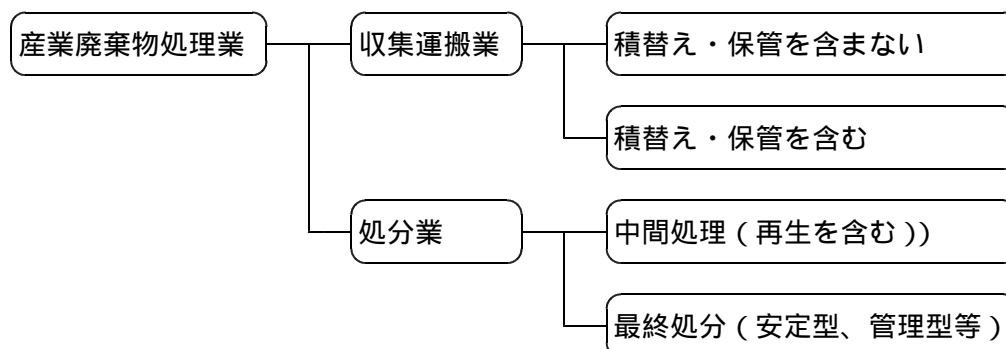 産業廃棄物処理業
収集運搬業
積替え・保管を含まない
積替え・保管を含む
処分業
中間処理(再生を含む))
最終処分(安定型、管理型等)